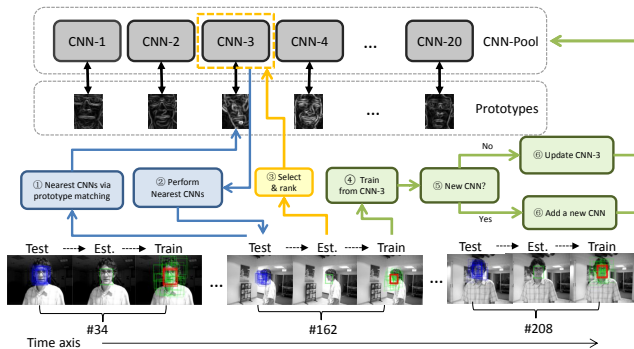 CNN-1 CNN-2 CNN-3 CNN-4 ... CNN-20 CNN-Pool
... Prototypes
① Nearest CNNs via
prototype matching
② Perform
Nearest CNNs
③ Select
& rank
④ Train
from CNN-3
⑤ New CNN?
No
Yes
⑥ Update CNN-3
⑥ Add a new CNN
Test Est. Train
Test Est. Train
Test Est. Train
... ...
#34 #162 #208
Time axis